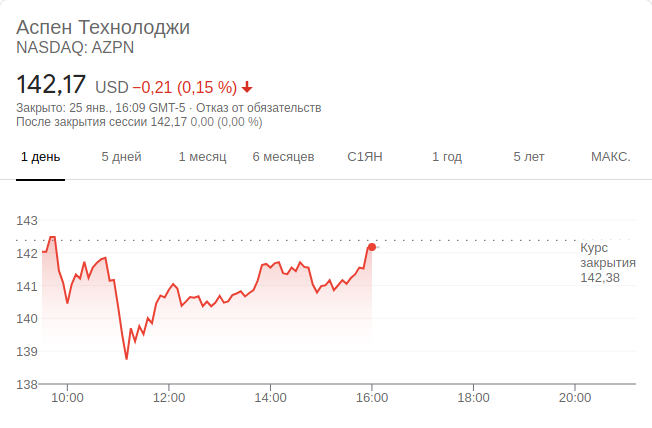 Аспен Технолоджи
NASDAQ: AZPN
142,17 USD −0,21 (0,15 %)
Закрыто: 25 янв., 16:09 GMT-5 · Отказ от обязательств
После закрытия сессии 142,17 0,00 (0,00 %)
1 день 5 дней 1 месяц 6 месяцев С1ЯН 1 год 5 лет МАКС.
143
142
141
140
139
138
Курс
закрытия
142,38
10:00 12:00 14:00 16:00 18:00 20:00